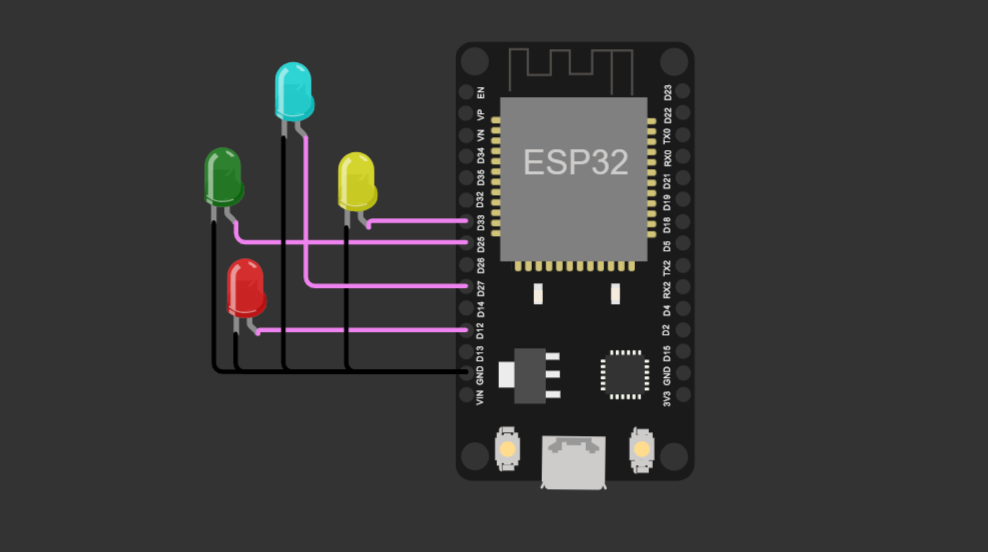 ESP32
EN
VP
VN
D34
D35
D32
D33
D25
D26
D27
D14
D12
D13
GND
VIN
D23
D22
TX0
RX0
D21
D19
D18
D5
TX2
RX2
D4
D2
D15
GND
3V3